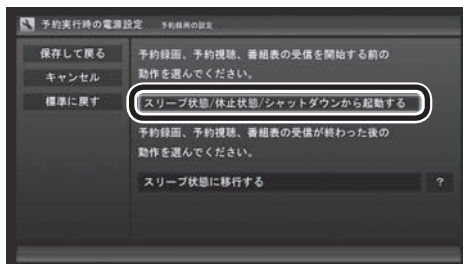 予約実行時の電源設定 予約録画の設定
保存して戻る
キャンセル
標準に戻す
予約録画、予約視聴、番組表の受信を開始する前の
動作を選んでください。
スリープ状態/休止状態/シャットダウンから起動する
予約録画、予約視聴、番組表の受信が終わった後の
動作を選んでください。
スリープ状態に移行する ?